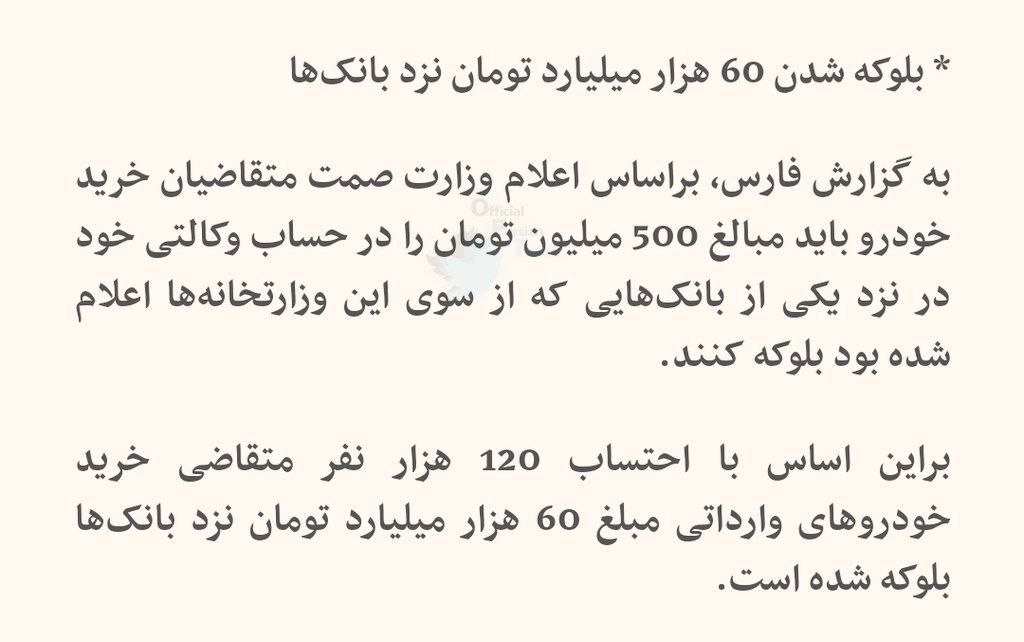 * بلوکه شدن 60 هزار میلیارد تومان نزد بانک‌ها
به گزارش فارس، براساس اعلام وزارت صمت متقاضیان خرید
خودرو باید مبالغ 500 میلیون تومان را در حساب وکالتی خود
در نزد یکی از بانک‌هایی که از سوی این وزارتخانه‌ها اعلام
شده بود بلوکه کنند.
براین اساس با احتساب 120 هزار نفر متقاضی خرید
خودروهای وارداتی مبلغ 60 هزار میلیارد تومان نزد بانک‌ها
بلوکه شده است.
Official